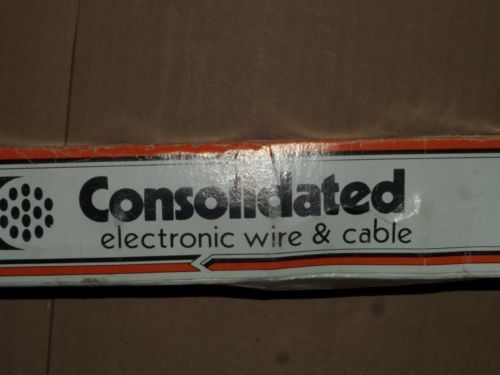 Consolidated
electronic wire & cable